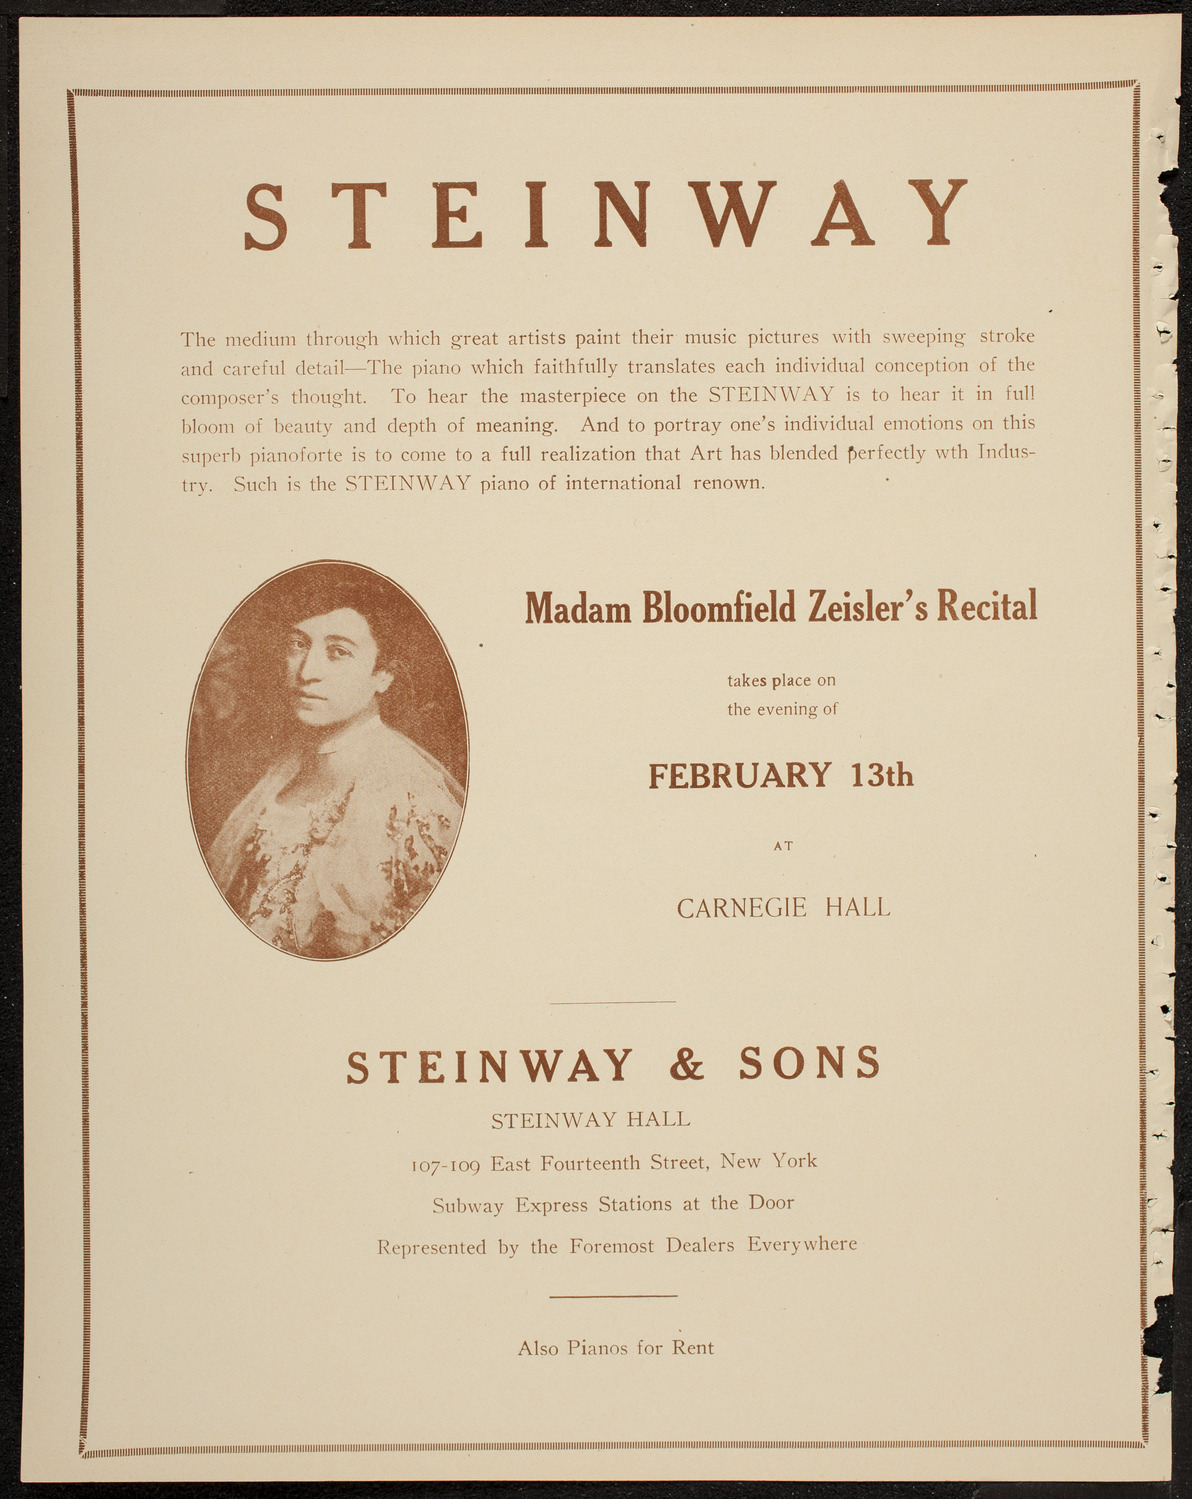 STEINWAY
The medium through which great artists paint their music pictures with sweeping stroke
and careful detail—The piano which faithfully translates each individual conception of the
composer's thought. To hear the masterpiece on the STEINWAY is to hear it in full
bloom of beauty and depth of meaning. And to portray one's individual emotions on this
superb pianoforte is to come to a full realization that Art has blended perfectly wth Indus-
try. Such is the STEINWAY piano of international renown.
Madam Bloomfield Zeisler's Recital
takes place on
the evening of
FEBRUARY 13th
AT
CARNEGIE HALL
STEINWAY & SONS
STEINWAY HALL
107-109 East Fourteenth Street, New York
Subway Express Stations at the Door
Represented by the Foremost Dealers Everywhere
Also Pianos for Rent